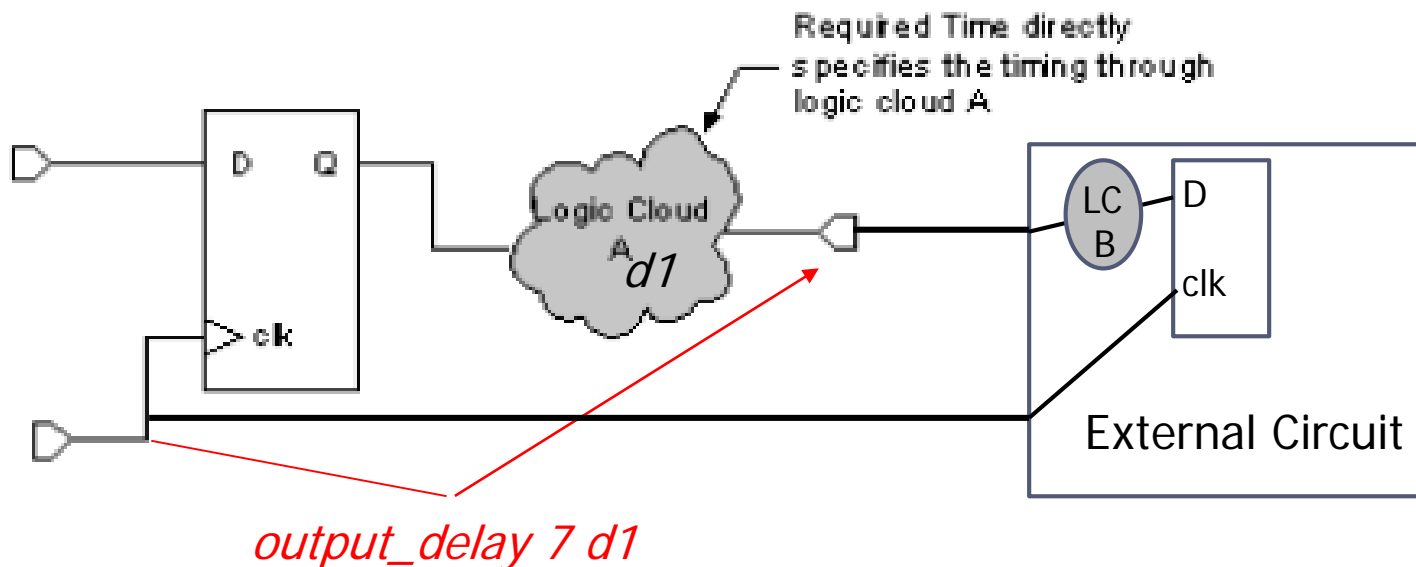 Required Time directly
specifies the timing through
logic cloud A
D Q
Logic Cloud
A
d1
clk
LC
B
D
clk
External Circuit
output_delay 7 d1